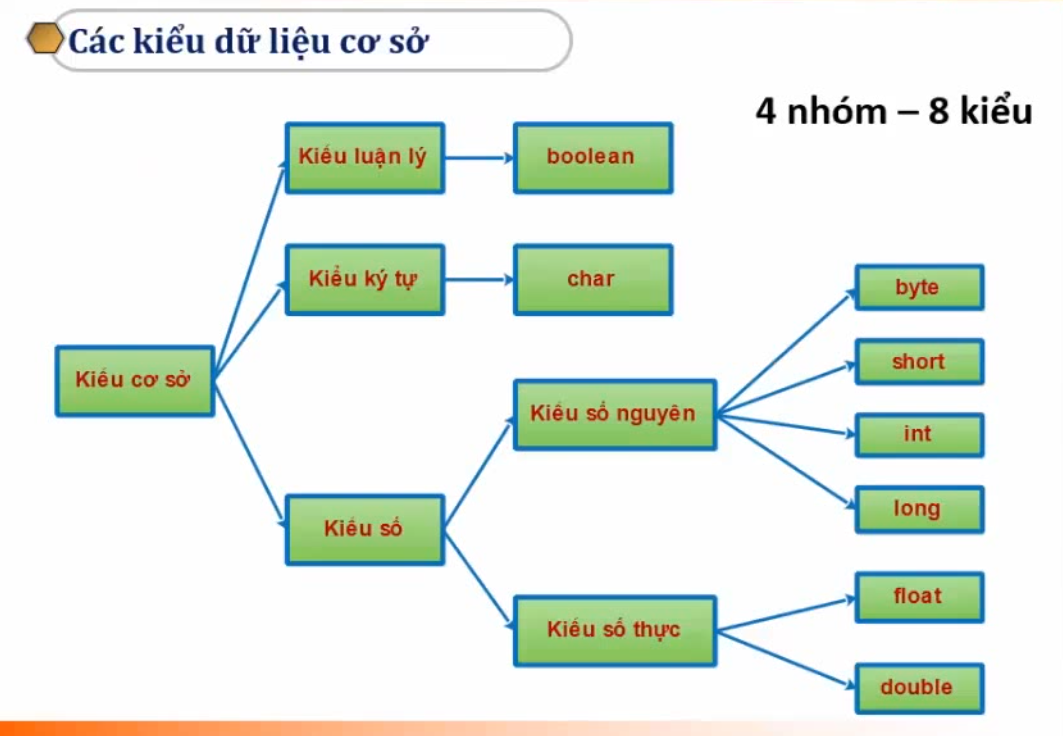 Các kiểu dữ liệu cơ sở
4 nhóm – 8 kiểu
Kiểu luận lý
boolean
Kiểu ký tự
char
byte
short
Kiểu cơ sở
Kiểu số nguyên
int
long
Kiểu số
float
Kiểu số thực
double